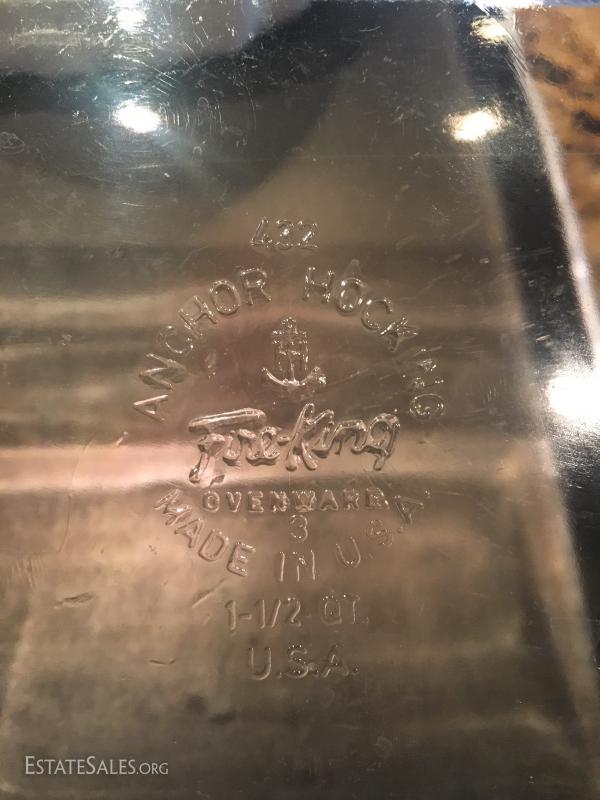 432
ANCHOR HOCKING
Fire-King
OVENWARE
3
MADE IN U.S.A.
1-1/2 QT.
U.S.A.
ESTATESALES.ORG